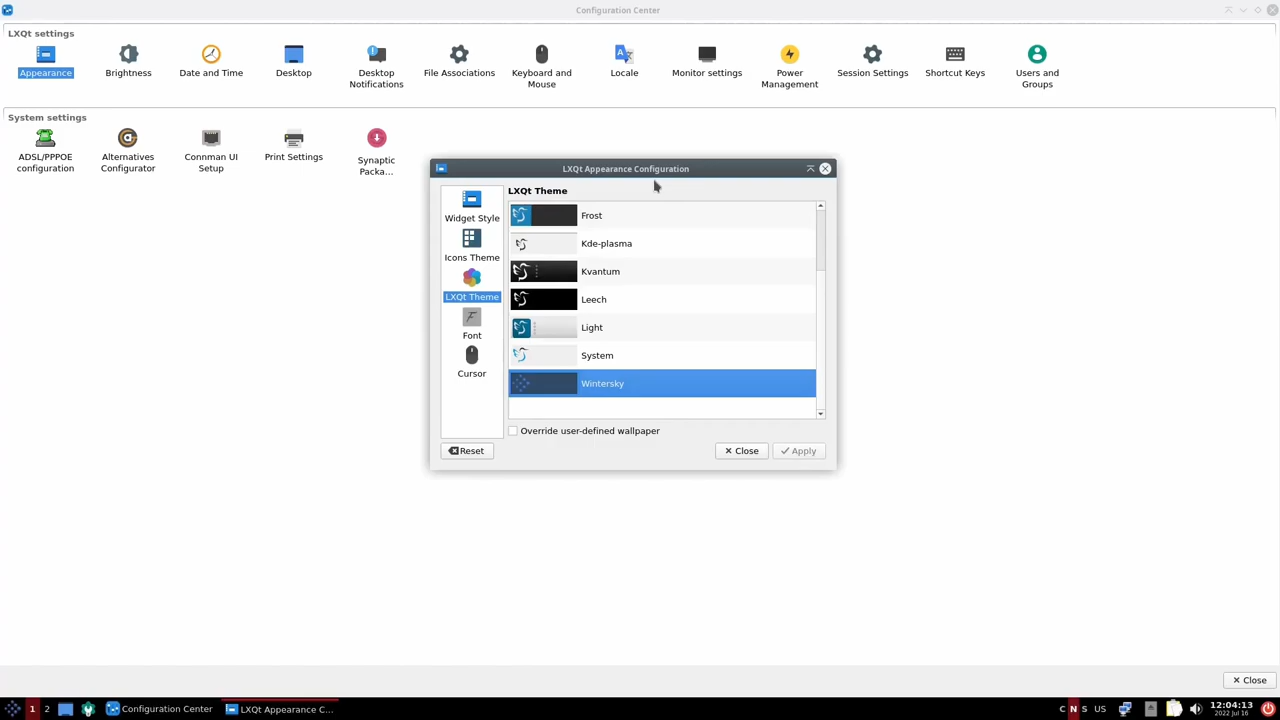 Configuration Center
LXQt settings
Appearance
Brightness
Date and Time
Desktop
Desktop
Notifications
File Associations
Keyboard and
Mouse
Locale
Monitor settings
Power
Management
Session Settings
Shortcut Keys
Users and
Groups
System settings
ADSL/PPPOE
configuration
Alternatives
Configurator
Connman UI
Setup
Print Settings
Synaptic
Packa...
LXQt Appearance Configuration
Widget Style
Icons Theme
LXQt Theme
Font
Cursor
LXQt Theme
Frost
Kde-plasma
Kvantum
Leech
Light
System
Wintersky
Override user-defined wallpaper
Reset
Close
Apply
Close
1
2
Configuration Center
LXQt Appearance C...
C N S
US
12:04:13
2022 Jul 16